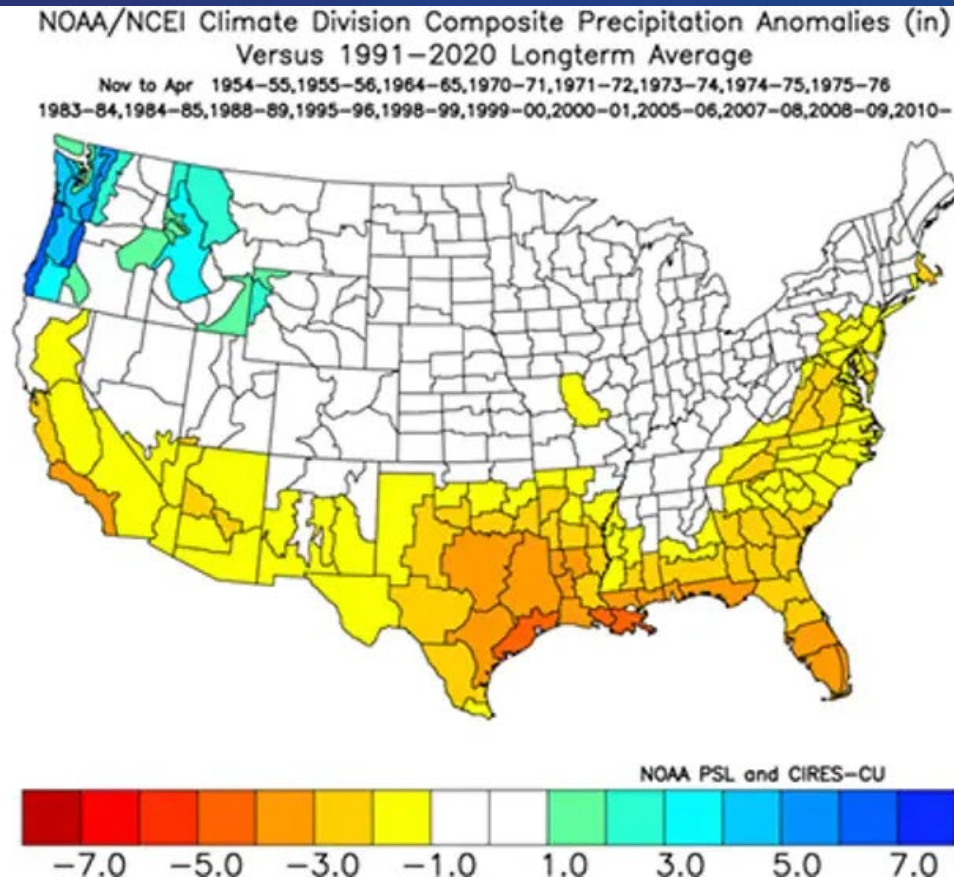 NOAA/NCEI Climate Division Composite Precipitation Anomalies (in)
Versus 1991-2020 Longterm Average
Nov to Apr 1954-55,1955-56,1964-65,1970-71,1971-72,1973-74,1974-75,1975-76
1983-84,1984-85,1988-89,1995-96,1998-99,1999-00,2000-01,2005-06,2007-08,2008-09,2010-
NOAA PSL and CIRES-CU
-7.0 -5.0 -3.0 -1.0 1.0 3.0 5.0 7.0